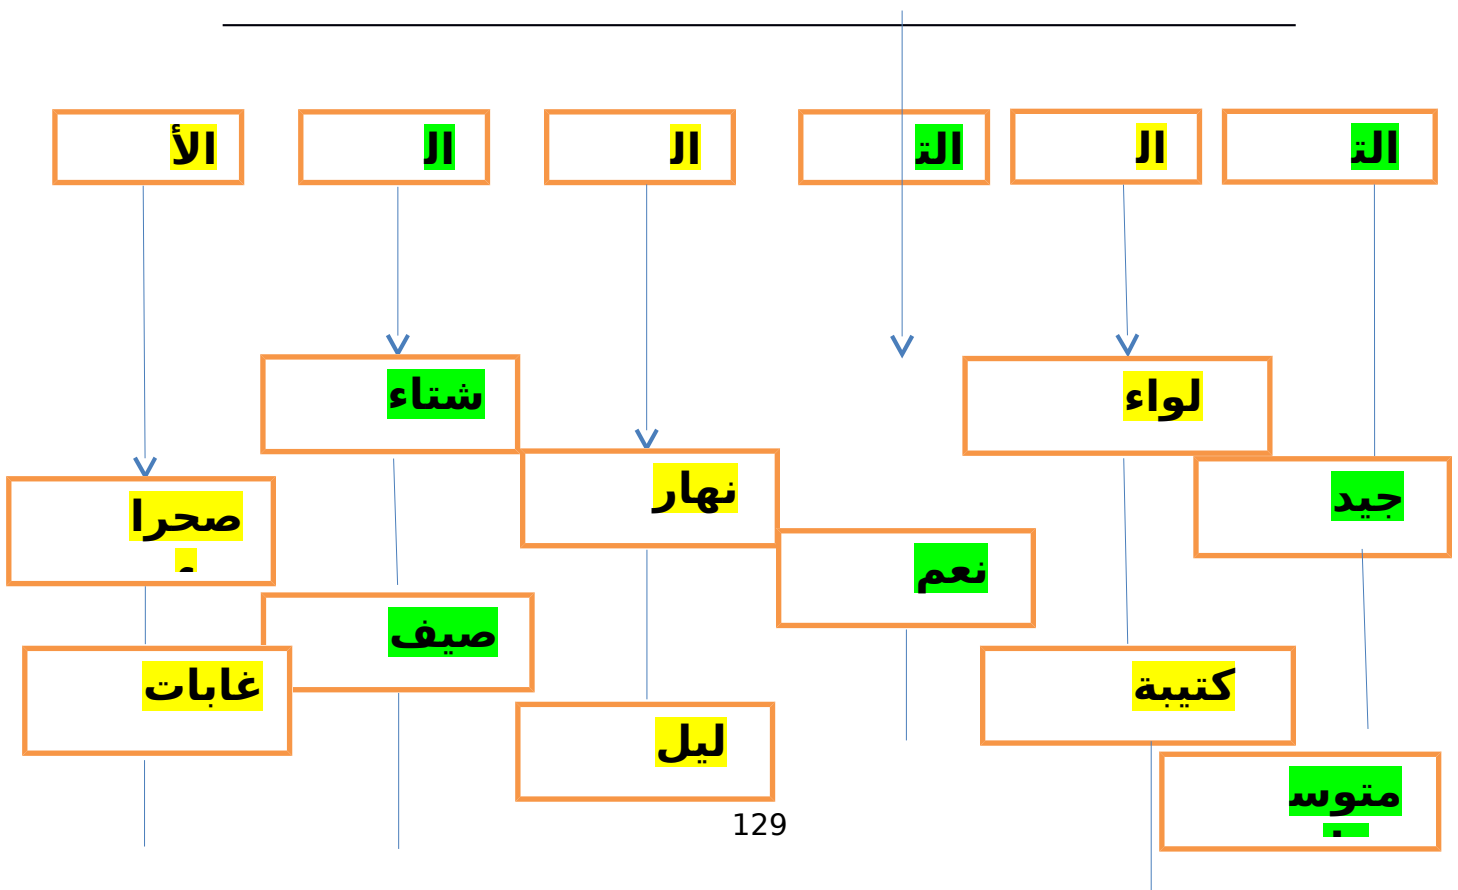 الت
ال
الت
ال
ال
الأ
شتاء
لواء
نهار
جيد
صحرا
ء
نعم
صيف
كتيبة
غابات
ليل
متوس
129